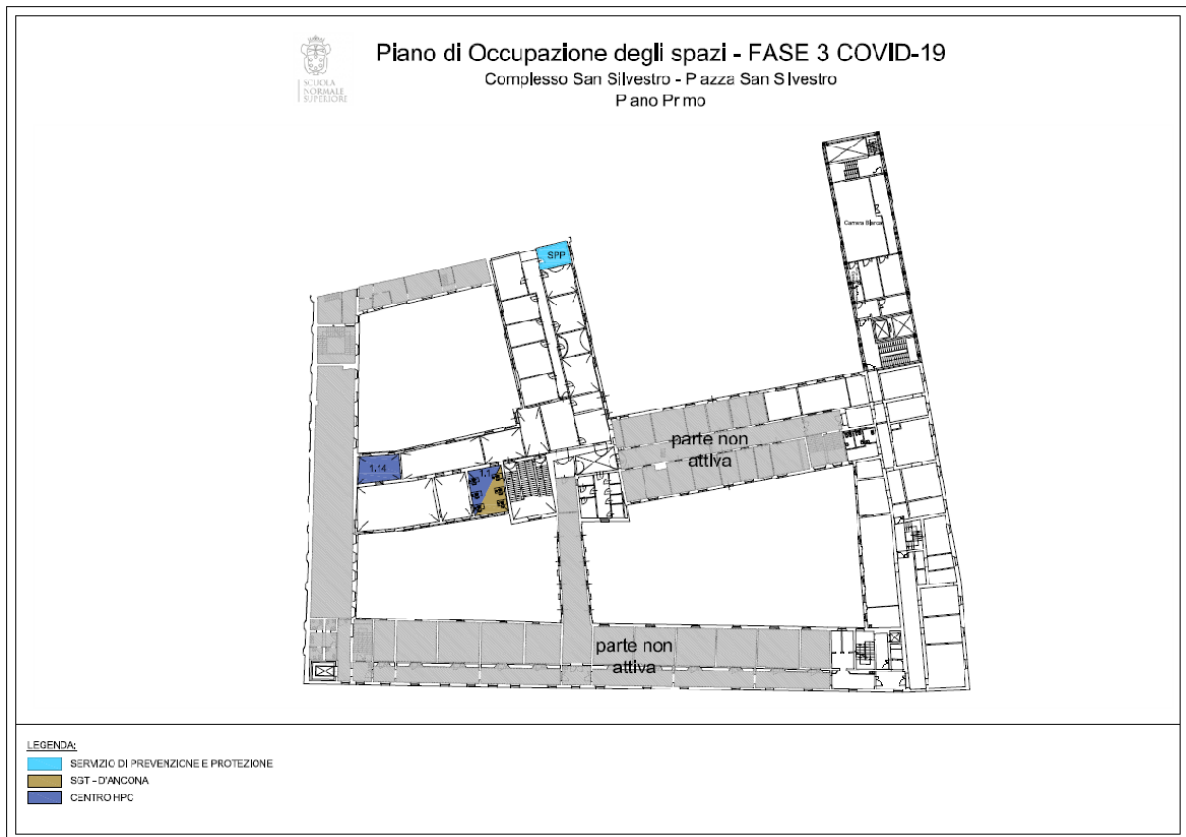 SCUOLA
NORMALE
SUPERIORE
Piano di Occupazione degli spazi - FASE 3 COVID-19
Complesso San Silvestro - Piazza San Silvestro
Piano Primo
Camera Bianca
SPP
parte non
attiva
1.14
parte non
attiva
LEGENDA:
SERVIZIO DI PREVENZIONE E PROTEZIONE
SGT - D'ANCONA
CENTRO HPC